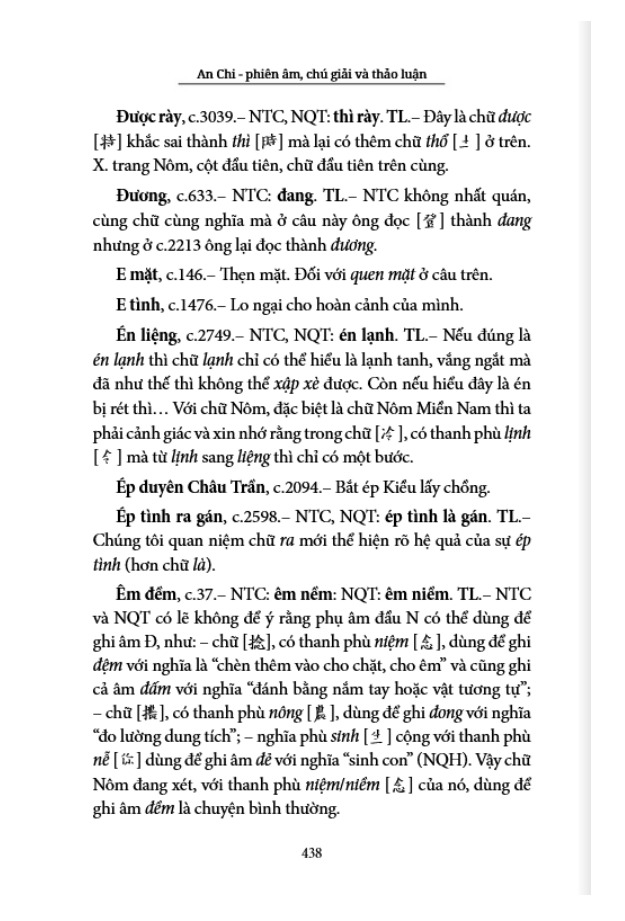 An Chi - phiên âm, chú giải và thảo luận
Được rày, c.3039.– NTC, NQT: thì rày. TL.– Đây là chữ được
[特] khắc sai thành thì [時] mà lại có thêm chữ thổ [土] ở trên.
X. trang Nôm, cột đầu tiên, chữ đầu tiên trên cùng.
Đương, c.633.– NTC: đang. TL.– NTC không nhất quán,
cùng chữ cùng nghĩa mà ở câu này ông đọc [] thành đang
nhưng ở c.2213 ông lại đọc thành đương.
E mặt, c.146.– Thẹn mặt. Đối với quen mặt ở câu trên.
E tình, c.1476.– Lo ngại cho hoàn cảnh của mình.
Én liệng, c.2749.– NTC, NQT: én lạnh. TL.– Nếu đúng là
én lạnh thì chữ lạnh chỉ có thể hiểu là lạnh tanh, vắng ngắt mà
đã như thế thì không thể xập xè được. Còn nếu hiểu đây là én
bị rét thì… Với chữ Nôm, đặc biệt là chữ Nôm Miền Nam thì ta
phải cảnh giác và xin nhớ rằng trong chữ [冷], có thanh phù lịnh
[令] mà từ lịnh sang liệng thì chỉ có một bước.
Ép duyên Châu Trần, c.2094.– Bắt ép Kiều lấy chồng.
Ép tình ra gán, c.2598.– NTC, NQT: ép tình là gán. TL.–
Chúng tôi quan niệm chữ ra mới thể hiện rõ hệ quả của sự ép
tình (hơn chữ là).
Êm đềm, c.37.– NTC: êm nềm: NQT: êm niềm. TL.– NTC
và NQT có lẽ không để ý rằng phụ âm đầu N có thể dùng để
ghi âm Đ, như: – chữ [捻], có thanh phù niệm [念], dùng để ghi
đệm với nghĩa là “chèn thêm vào cho chặt, cho êm” và cũng ghi
cả âm đấm với nghĩa “đánh bằng nắm tay hoặc vật tương tự”;
– chữ [擃], có thanh phù nông [農], dùng để ghi đong với nghĩa
“đo lường dung tích”; – nghĩa phù sinh [生] cộng với thanh phù
nễ [] dùng để ghi âm đẻ với nghĩa “sinh con” (NQH). Vậy chữ
Nôm đang xét, với thanh phù niệm/niềm [念] của nó, dùng để
ghi âm đềm là chuyện bình thường.
438